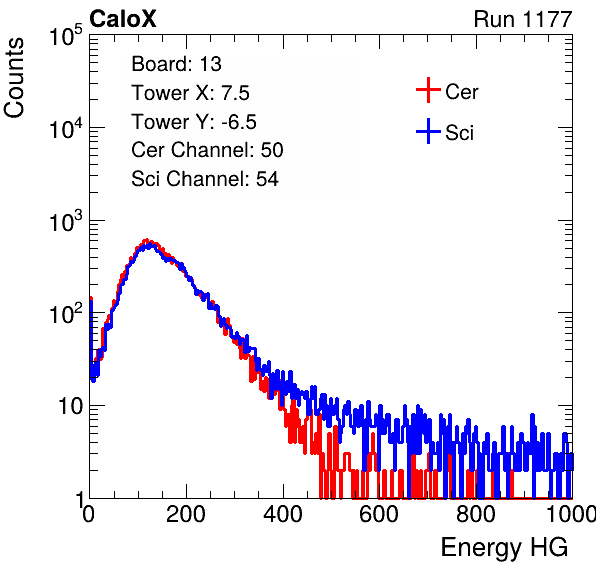 CaloX Run 1177
Counts
Board: 13
Tower X: 7.5
Tower Y: -6.5
Cer Channel: 50
Sci Channel: 54
Cer
Sci
10^5
10^4
10^3
10^2
10
1
0 200 400 600 800 1000
Energy HG